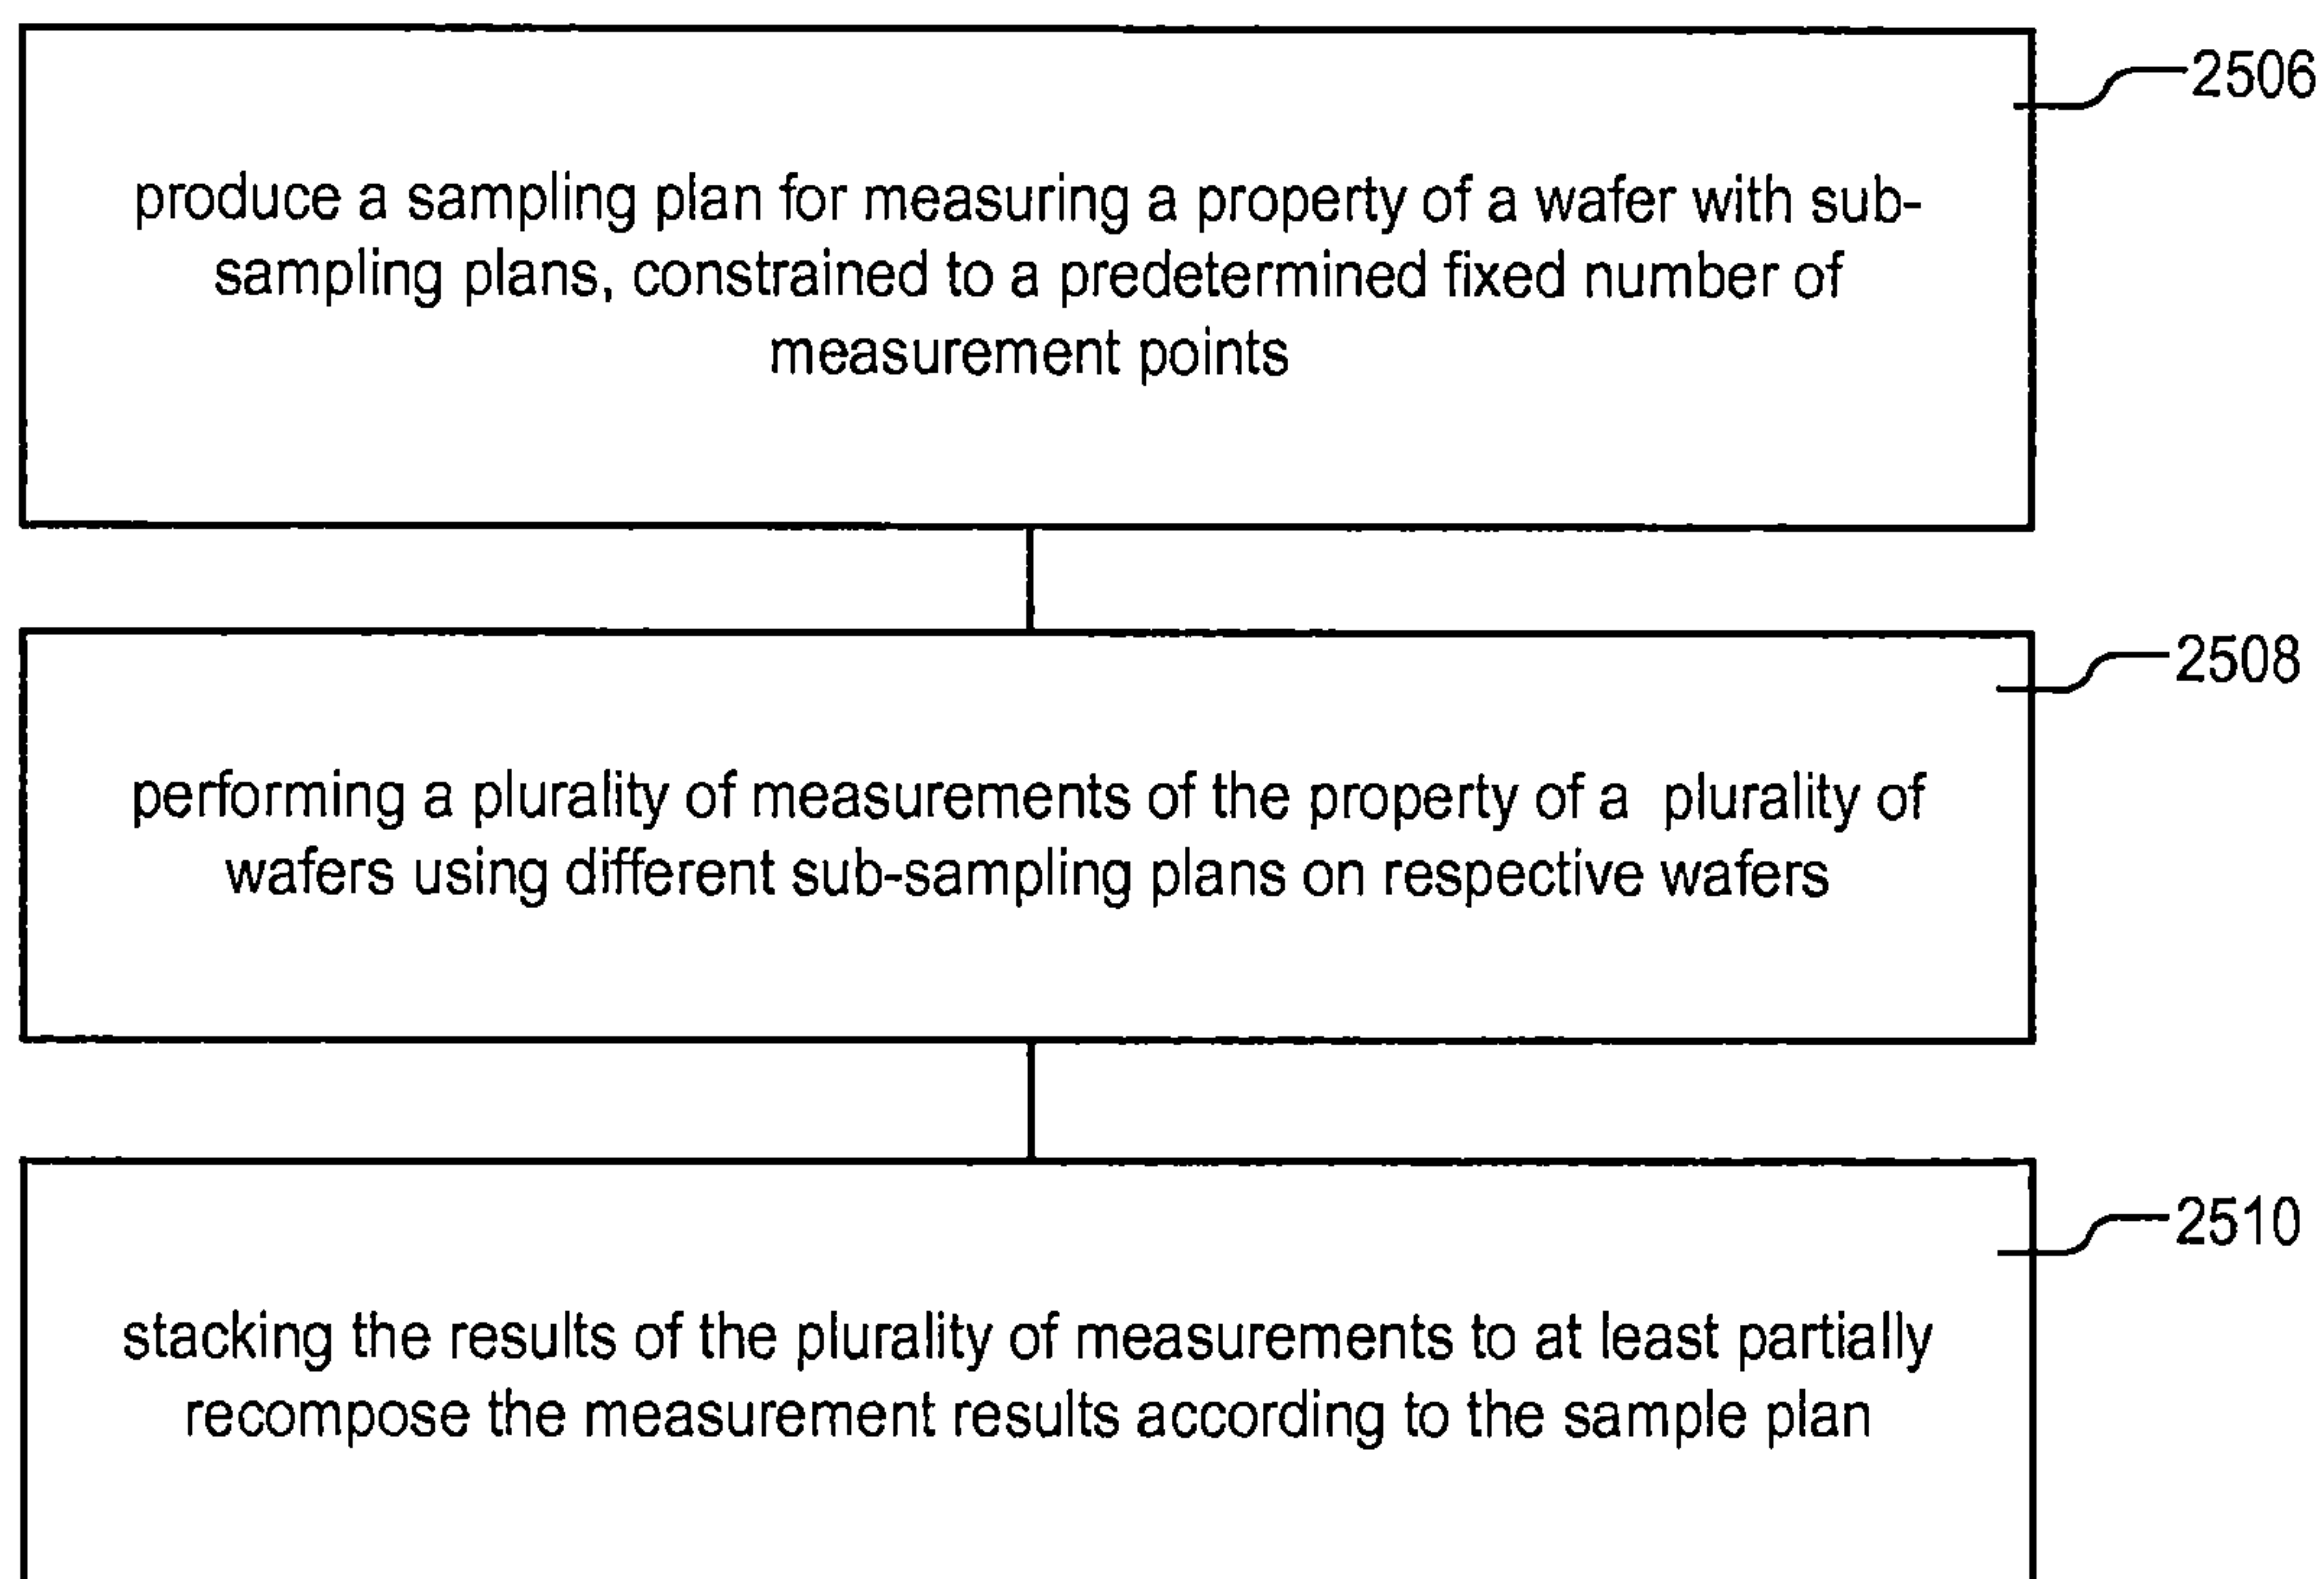 2506
produce a sampling plan for measuring a property of a wafer with sub-
sampling plans, constrained to a predetermined fixed number of
measurement points
2508
performing a plurality of measurements of the property of a plurality of
wafers using different sub-sampling plans on respective wafers
2510
stacking the results of the plurality of measurements to at least partially
recompose the measurement results according to the sample plan